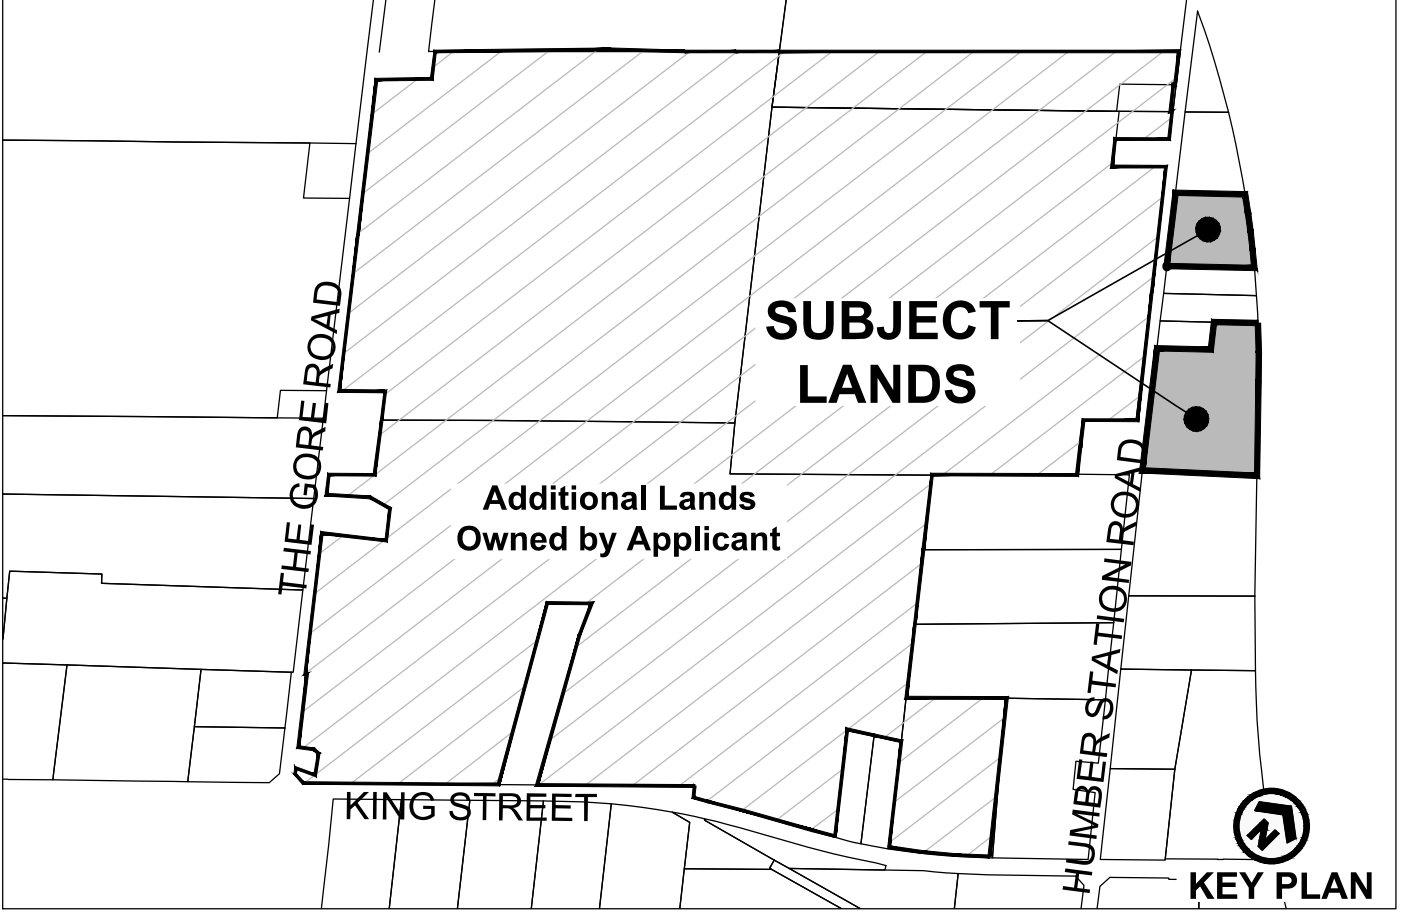 SUBJECT
LANDS
THE GORE ROAD
Additional Lands
Owned by Applicant
HUMBER STATION ROAD
KING STREET
N
KEY PLAN